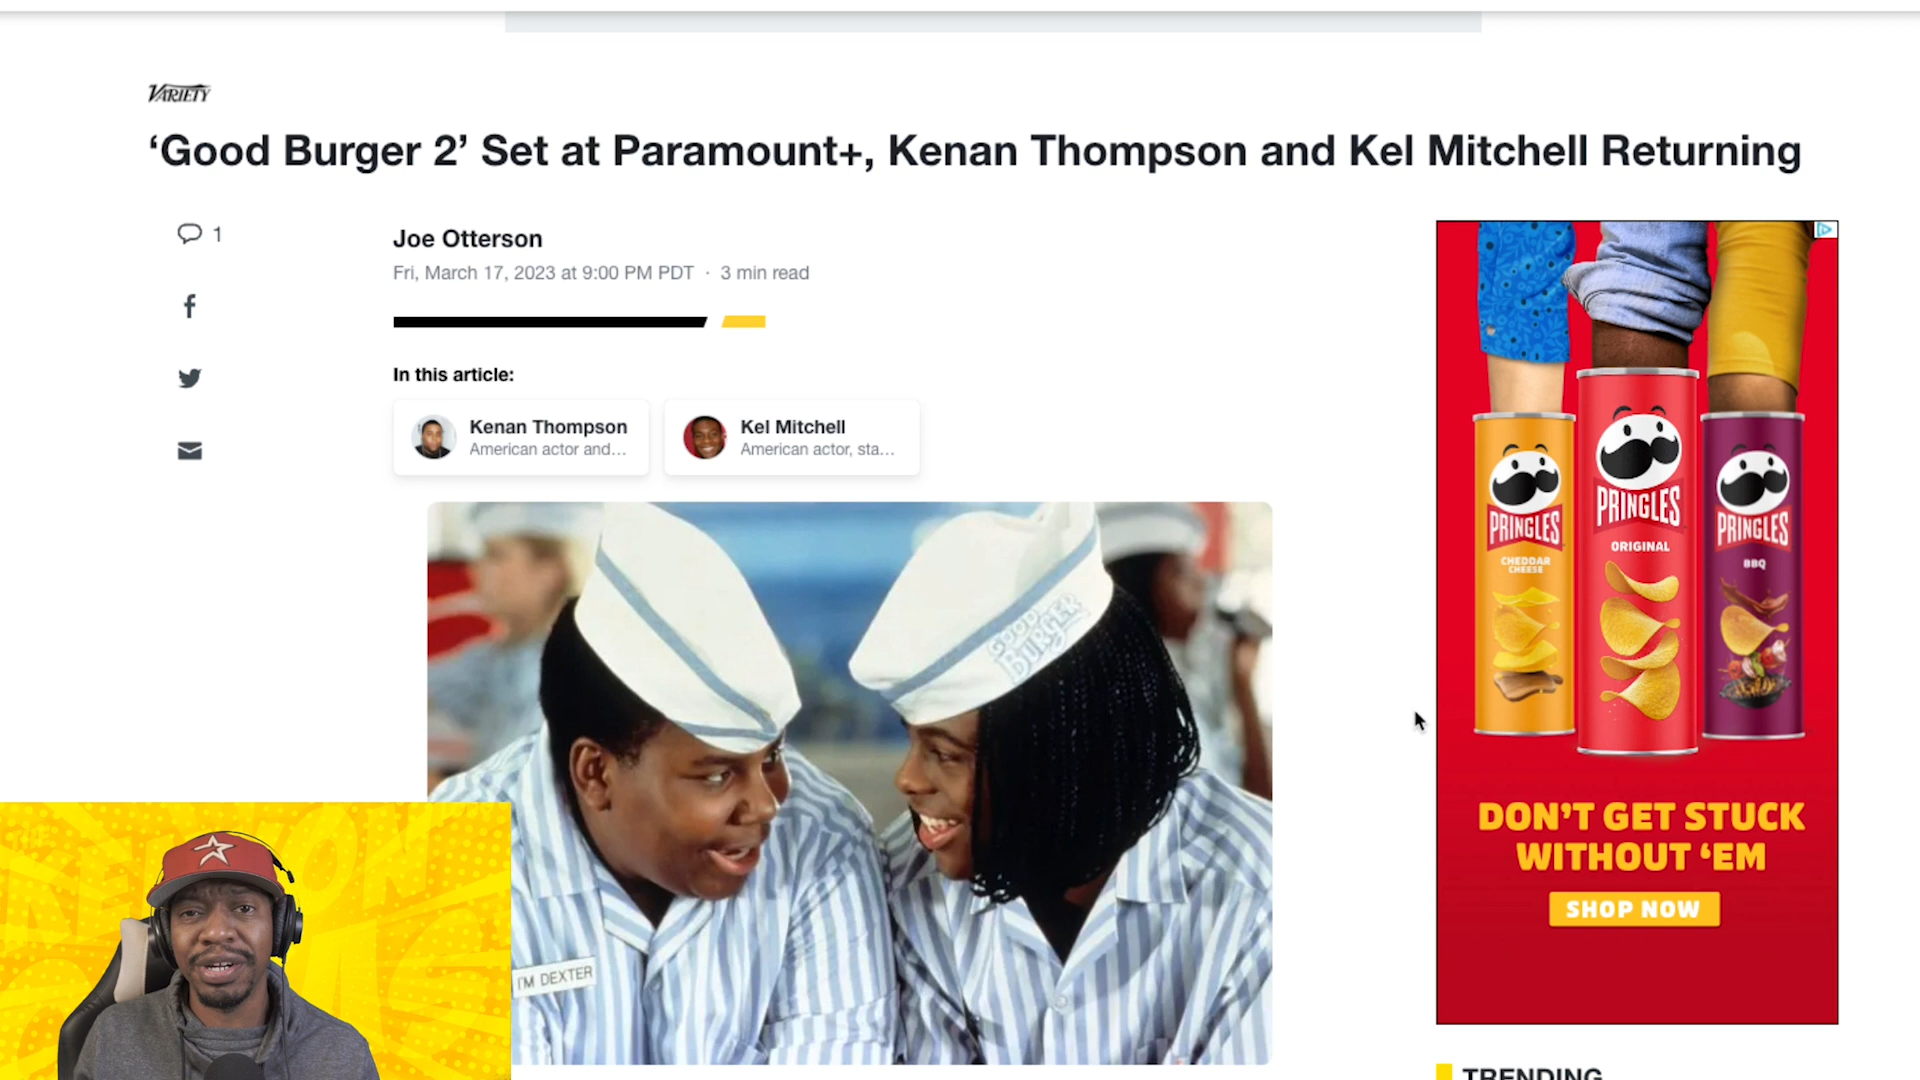 VARIETY
‘Good Burger 2’ Set at Paramount+, Kenan Thompson and Kel Mitchell Returning
1
Joe Otterson
Fri, March 17, 2023 at 9:00 PM PDT · 3 min read
In this article:
Kenan Thompson
American actor and...
Kel Mitchell
American actor, sta...
GOOD
BURGER
I'M DEXTER
PRINGLES
CHEDDAR
CHEESE
PRINGLES
ORIGINAL
PRINGLES
BBQ
DON'T GET STUCK
WITHOUT ‘EM
SHOP NOW
TRENDING